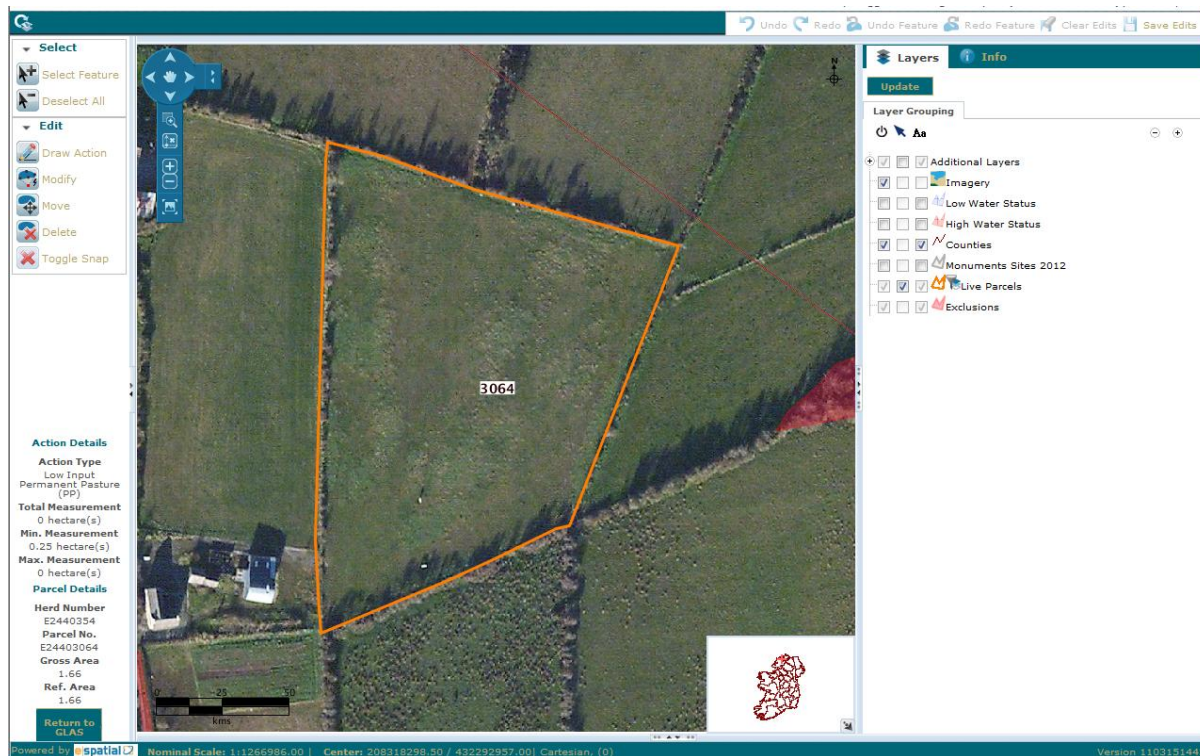 Undo Redo Undo Feature Redo Feature Clear Edits Save Edits
Select
Select Feature
Deselect All
Edit
Draw Action
Modify
Move
Delete
Toggle Snap
Action Details
Action Type
Low Input
Permanent Pasture
(PP)
Total Measurement
0 hectare(s)
Min. Measurement
0.25 hectare(s)
Max. Measurement
0 hectare(s)
Parcel Details
Herd Number
E2440354
Parcel No.
E24403064
Gross Area
1.66
Ref. Area
1.66
Return to
GLAS
N
3064
0 25 50
kms
Layers Info
Update
Layer Grouping
Aa
Additional Layers
Imagery
Low Water Status
High Water Status
Counties
Monuments Sites 2012
Live Parcels
Exclusions
Powered by espatial Nominal Scale: 1:1266986.00 | Center: 208318298.50 / 432292957.00| Cartesian, (0) Version 110315144